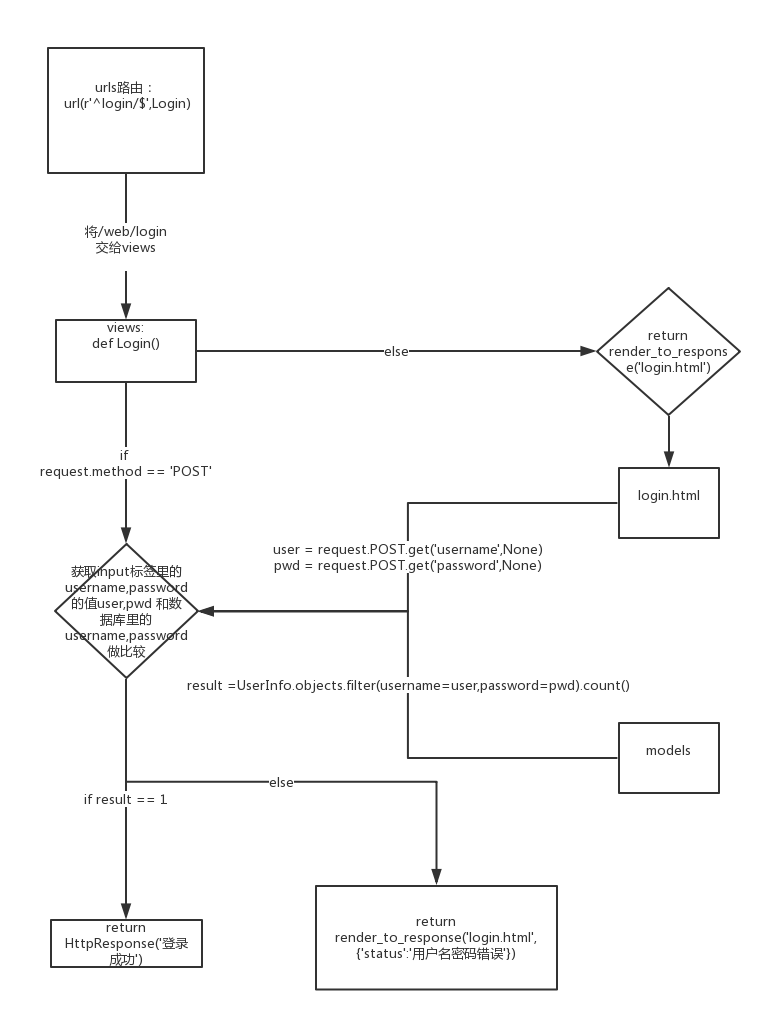 urls路由：
url(r'^login/$',Login)
将/web/login
交给views
views:
def Login()
else
return
render_to_respons
e('login.html')
if
request.method == 'POST'
login.html
user = request.POST.get('username',None)
pwd = request.POST.get('password',None)
获取input标签里的
username,password
的值user,pwd 和数
据库里的
username,password
做比较
result =UserInfo.objects.filter(username=user,password=pwd).count()
models
else
if result == 1
return
HttpResponse('登录
成功')
return
render_to_response('login.html',
{'status':'用户名密码错误'})